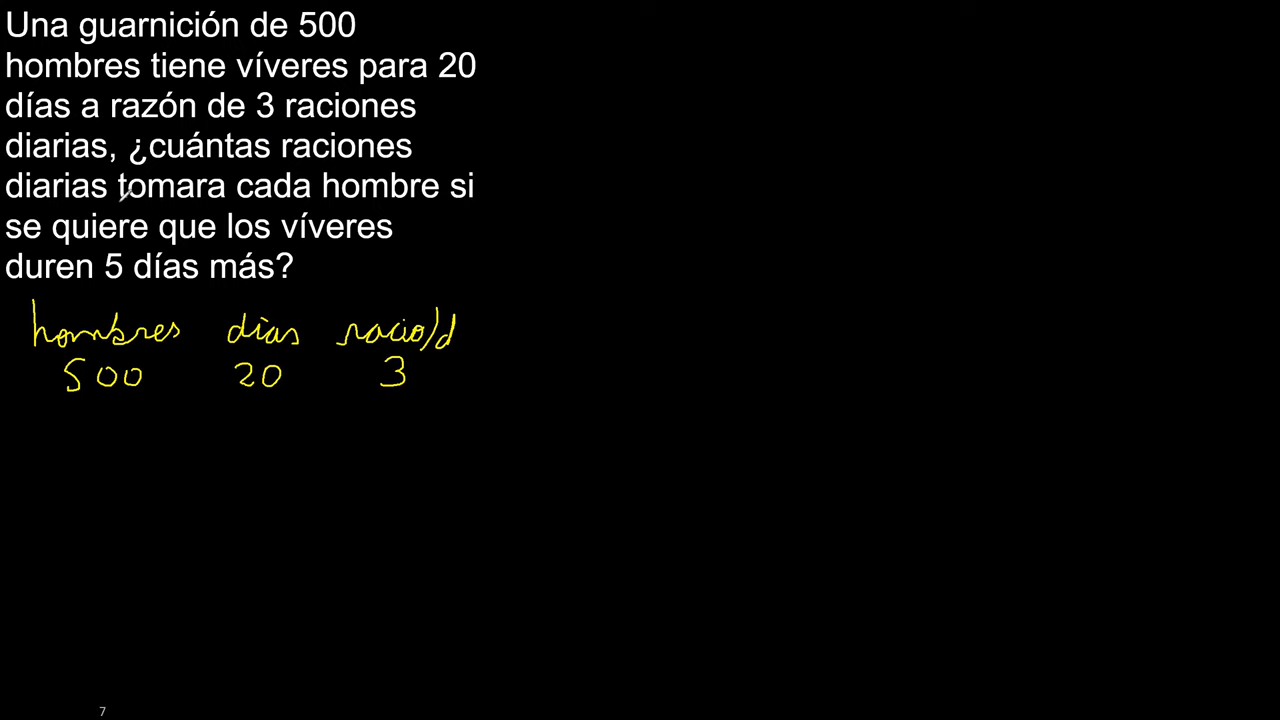 Una guarnición de 500
hombres tiene víveres para 20
días a razón de 3 raciones
diarias, ¿cuántas raciones
diarias tomara cada hombre si
se quiere que los víveres
duren 5 días más?
hombres dias racio/d
500 20 3
7